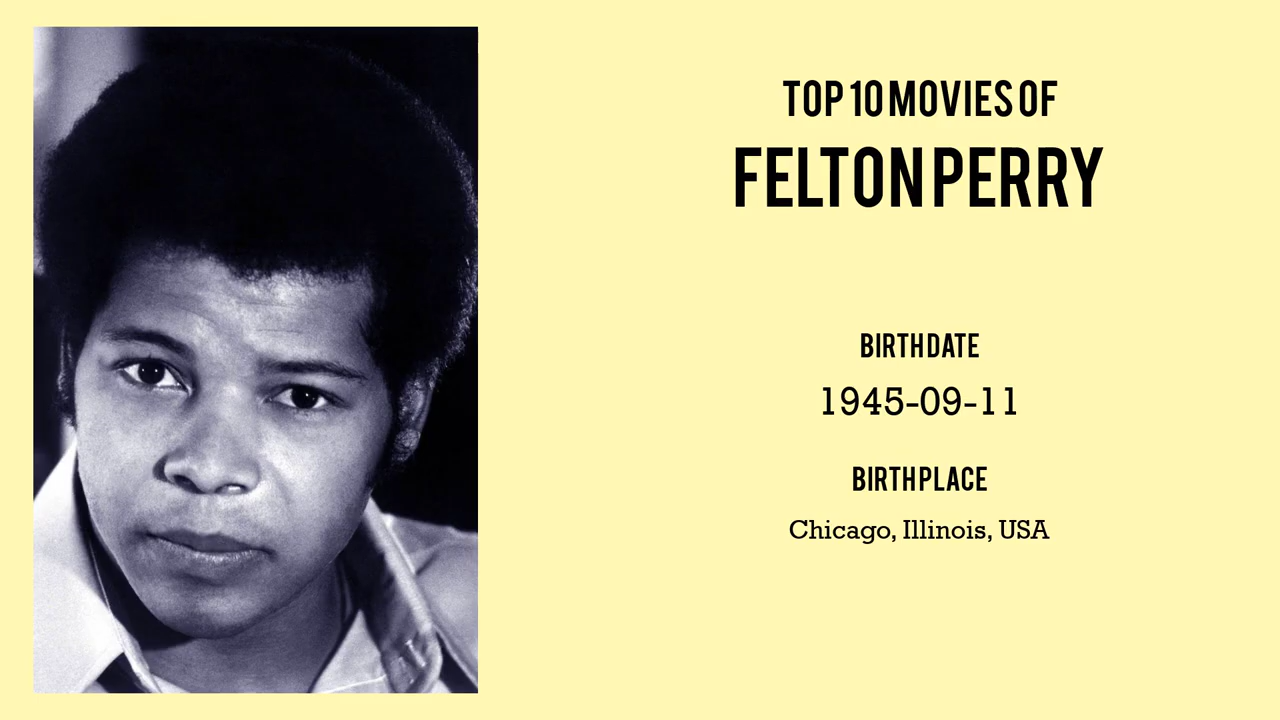 TOP 10 MOVIES OF
FELTON PERRY
BIRTHDATE
1945-09-11
BIRTHPLACE
Chicago, Illinois, USA